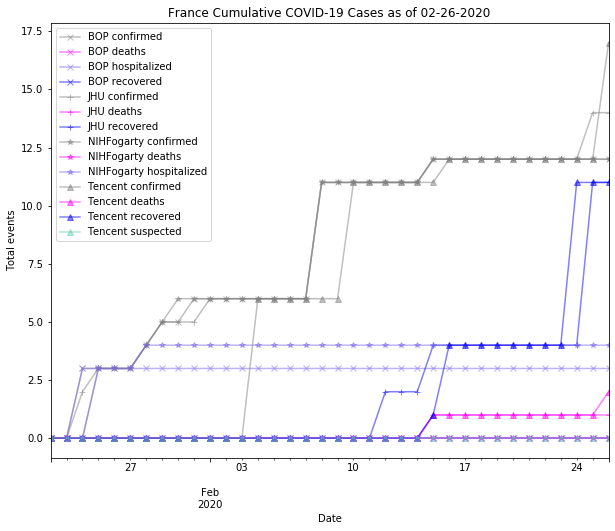 France Cumulative COVID-19 Cases as of 02-26-2020
17.5
15.0
12.5
10.0
7.5
5.0
2.5
0.0
Total events
BOP confirmed
BOP deaths
BOP hospitalized
BOP recovered
JHU confirmed
JHU deaths
JHU recovered
NIHFogarty confirmed
NIHFogarty deaths
NIHFogarty hospitalized
Tencent confirmed
Tencent deaths
Tencent recovered
Tencent suspected
27 03 10 17 24
Feb
2020
Date